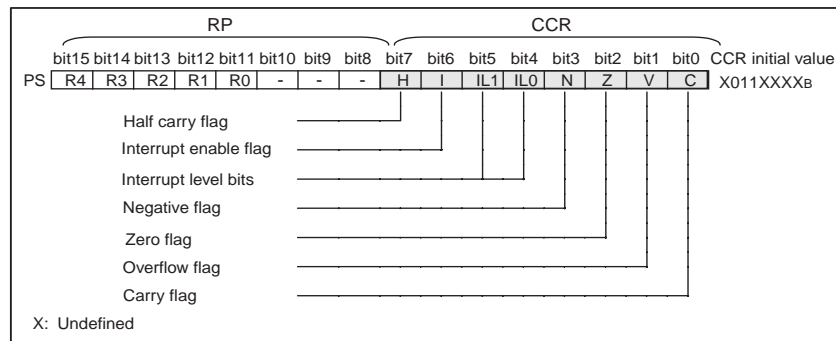 RP CCR
bit15 bit14 bit13 bit12 bit11 bit10 bit9 bit8 bit7 bit6 bit5 bit4 bit3 bit2 bit1 bit0 CCR initial value
PS R4 R3 R2 R1 R0 - - - H I IL1 IL0 N Z V C X011XXXXB
Half carry flag
Interrupt enable flag
Interrupt level bits
Negative flag
Zero flag
Overflow flag
Carry flag
X: Undefined